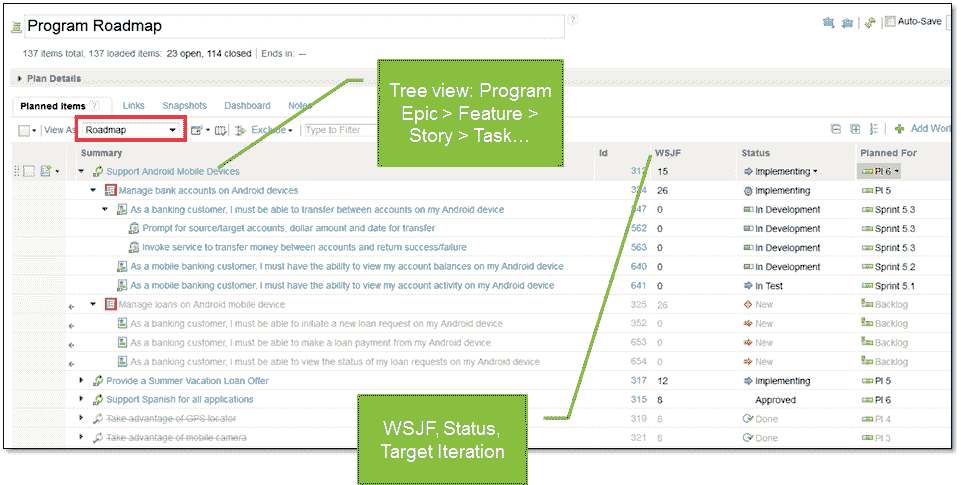 Program Roadmap
?
Auto-Save
137 items total, 137 loaded items: 23 open, 114 closed | Ends in: --
Plan Details
Planned Items ? Links Snapshots Dashboard Notes
View As Roadmap Exclude Type to Filter Add Work
Summary Id WSJF Status Planned For
Support Android Mobile Devices 312 15 Implementing PI 6
Manage bank accounts on Android devices 324 26 Implementing PI 5
As a banking customer, I must be able to transfer between accounts on my Android device 347 0 In Development Sprint 5.3
Prompt for source/target accounts, dollar amount and date for transfer 562 0 In Development Sprint 5.3
Invoke service to transfer money between accounts and return success/failure 563 0 In Development Sprint 5.3
As a mobile banking customer, I must have the ability to view my account balances on my Android device 640 0 In Development Sprint 5.2
As a mobile banking customer, I must have the ability to view my account activity on my Android device 641 0 In Test Sprint 5.1
Manage loans on Android mobile device 325 26 New Backlog
As a banking customer, I must be able to initiate a new loan request on my Android device 352 0 New Backlog
As a banking customer, I must be able to make a loan payment from my Android device 653 0 New Backlog
As a banking customer, I must be able to view the status of my loan requests on my Android device 654 0 New Backlog
Provide a Summer Vacation Loan Offer 317 12 Implementing PI 5
Support Spanish for all applications 315 8 Approved PI 6
Take advantage of GPS locator 319 8 Done PI 4
Take advantage of mobile camera 321 8 Done PI 3
Tree view: Program
Epic > Feature >
Story > Task…
WSJF, Status,
Target Iteration